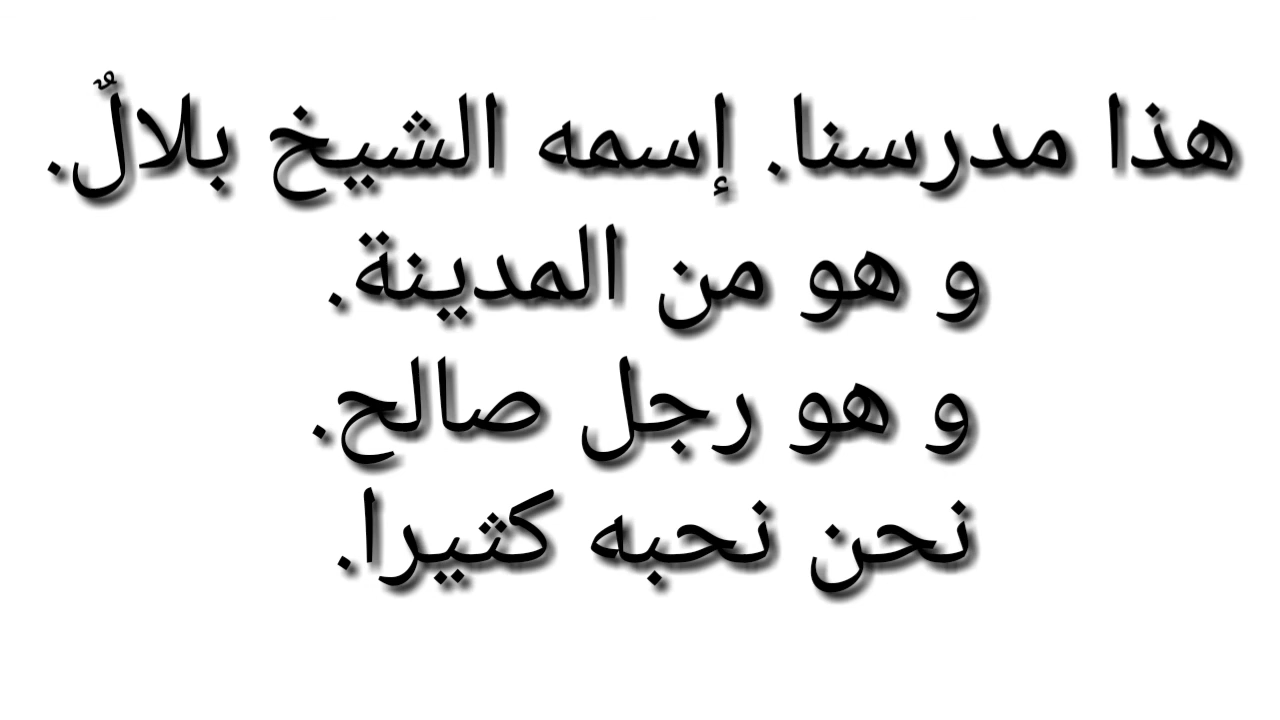 هذا مدرسنا. إسمه الشيخ بلالٌ.
و هو من المدينة.
و هو رجل صالح.
نحن نحبه كثيرا.